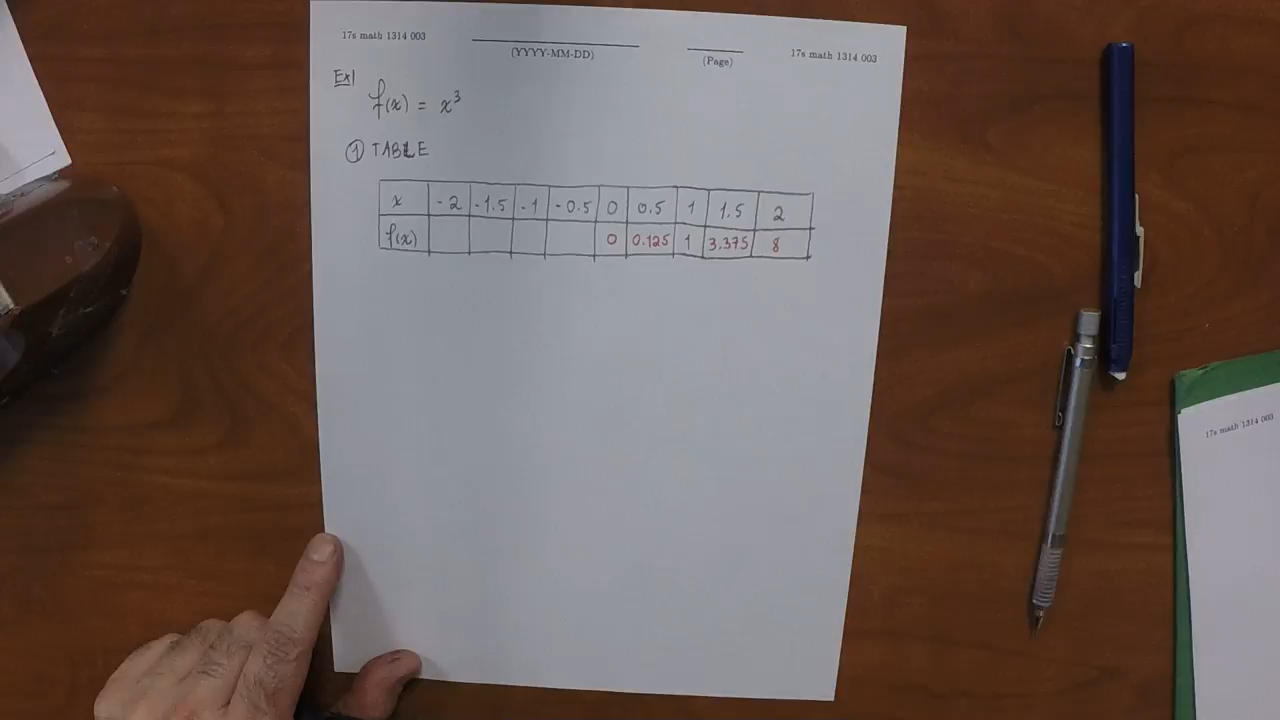 17s math 1314 003 (YYYY-MM-DD) (Page) 17s math 1314 003
Ex1
f(x) = x³
① TABLE
x -2 -1.5 -1 -0.5 0 0.5 1 1.5 2
f(x) 0 0.125 1 3.375 8
17s math 1314 003